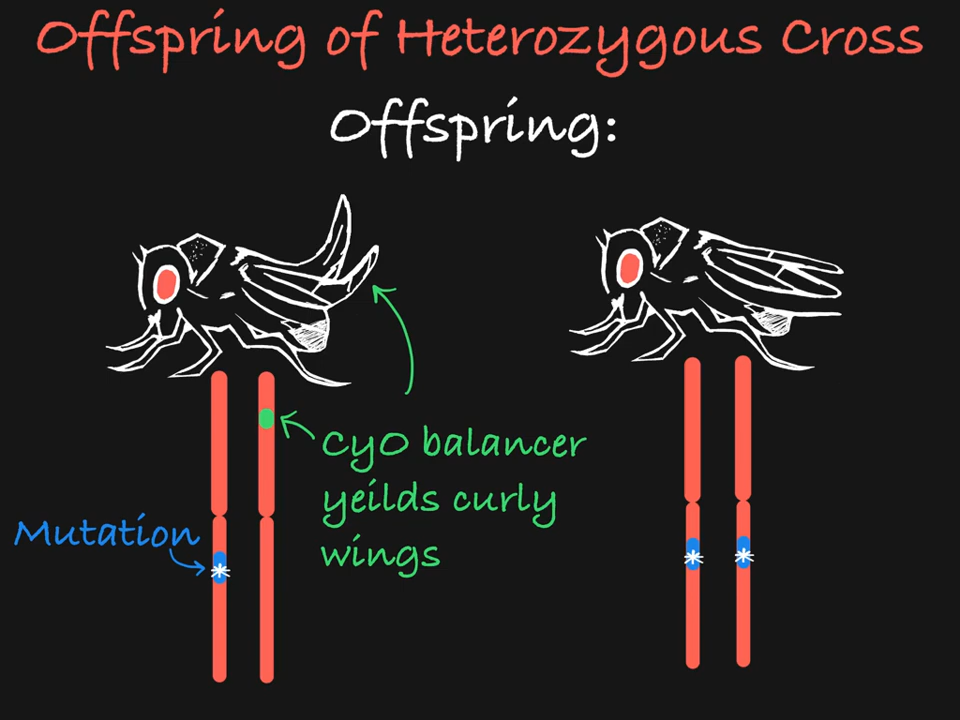 Offspring of Heterozygous Cross
Offspring:
CyO balancer
yeilds curly
wings
Mutation